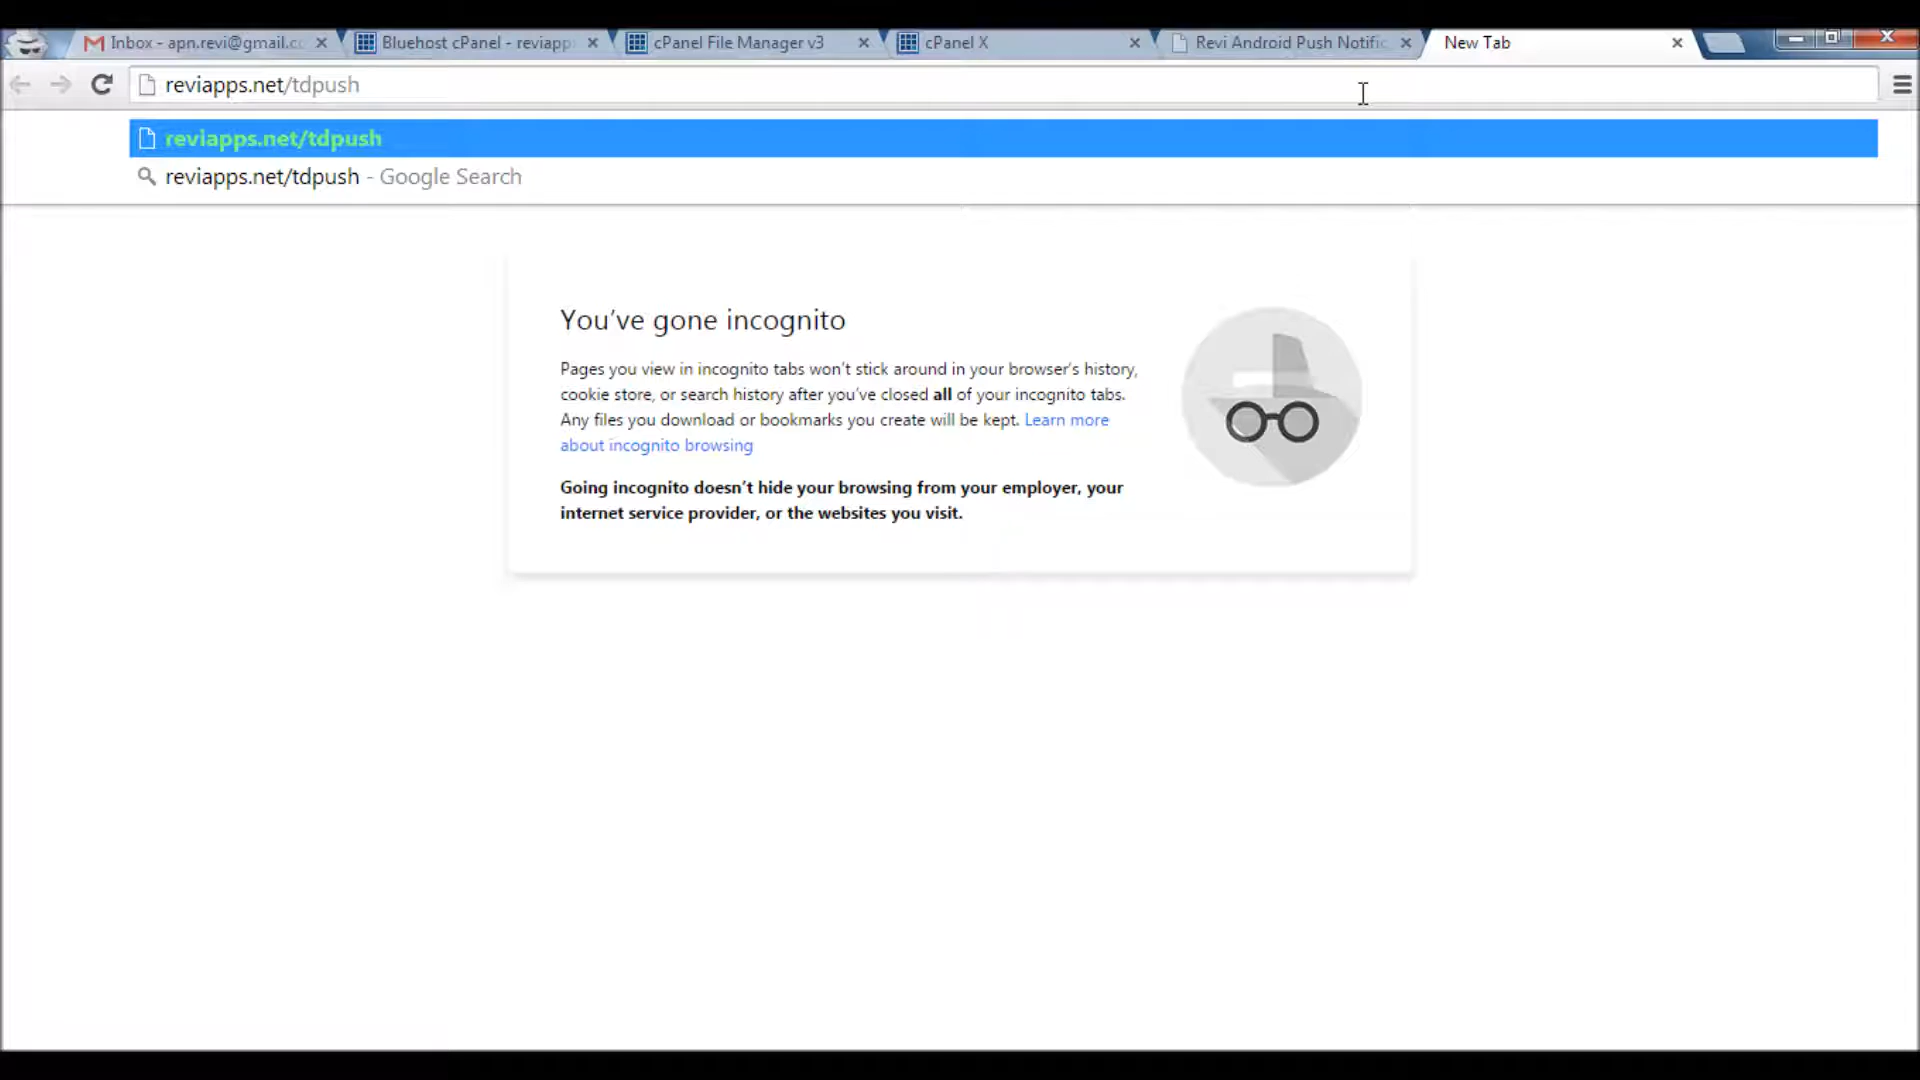 Inbox - apn.revi@gmail.cc
Bluehost cPanel - reviapp
cPanel File Manager v3
cPanel X
Revi Android Push Notific
New Tab
reviapps.net/tdpush
reviapps.net/tdpush
reviapps.net/tdpush - Google Search
You've gone incognito
Pages you view in incognito tabs won't stick around in your browser's history,
cookie store, or search history after you've closed all of your incognito tabs.
Any files you download or bookmarks you create will be kept. Learn more
about incognito browsing
Going incognito doesn't hide your browsing from your employer, your
internet service provider, or the websites you visit.